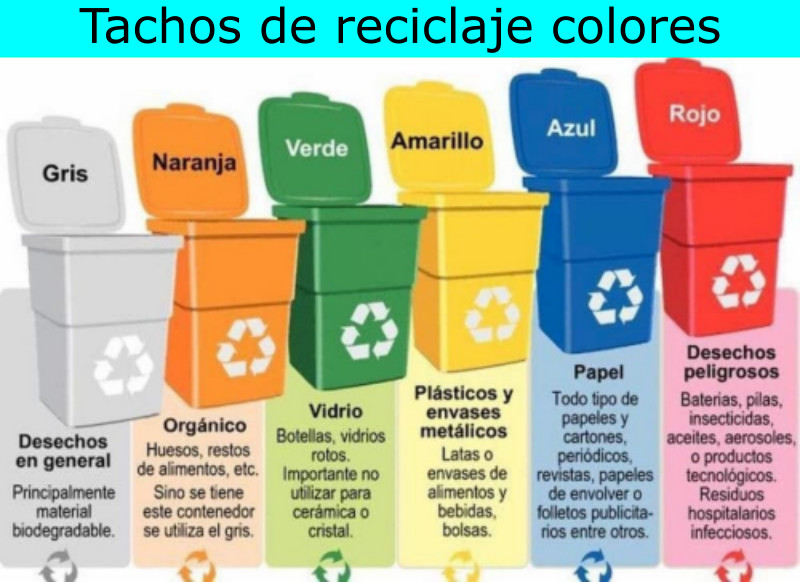 Tachos de reciclaje colores
Gris
Naranja
Verde
Amarillo
Azul
Rojo
Desechos
en general
Principalmente
material
biodegradable.
Orgánico
Huesos, restos
de alimentos, etc.
Sino se tiene
este contenedor
se utiliza el gris.
Vidrio
Botellas, vidrios
rotos.
Importante no
utilizar para
cerámica o
cristal.
Plásticos y
envases
metálicos
Latas o
envases de
alimentos y
bebidas,
bolsas.
Papel
Todo tipo de
papeles y
cartones,
periódicos,
revistas, papeles
de envolver o
folletos publicita-
rios entre otros.
Desechos
peligrosos
Baterias, pilas,
insecticidas,
aceites, aerosoles,
o productos
tecnológicos.
Residuos
hospitalarios
infecciosos.